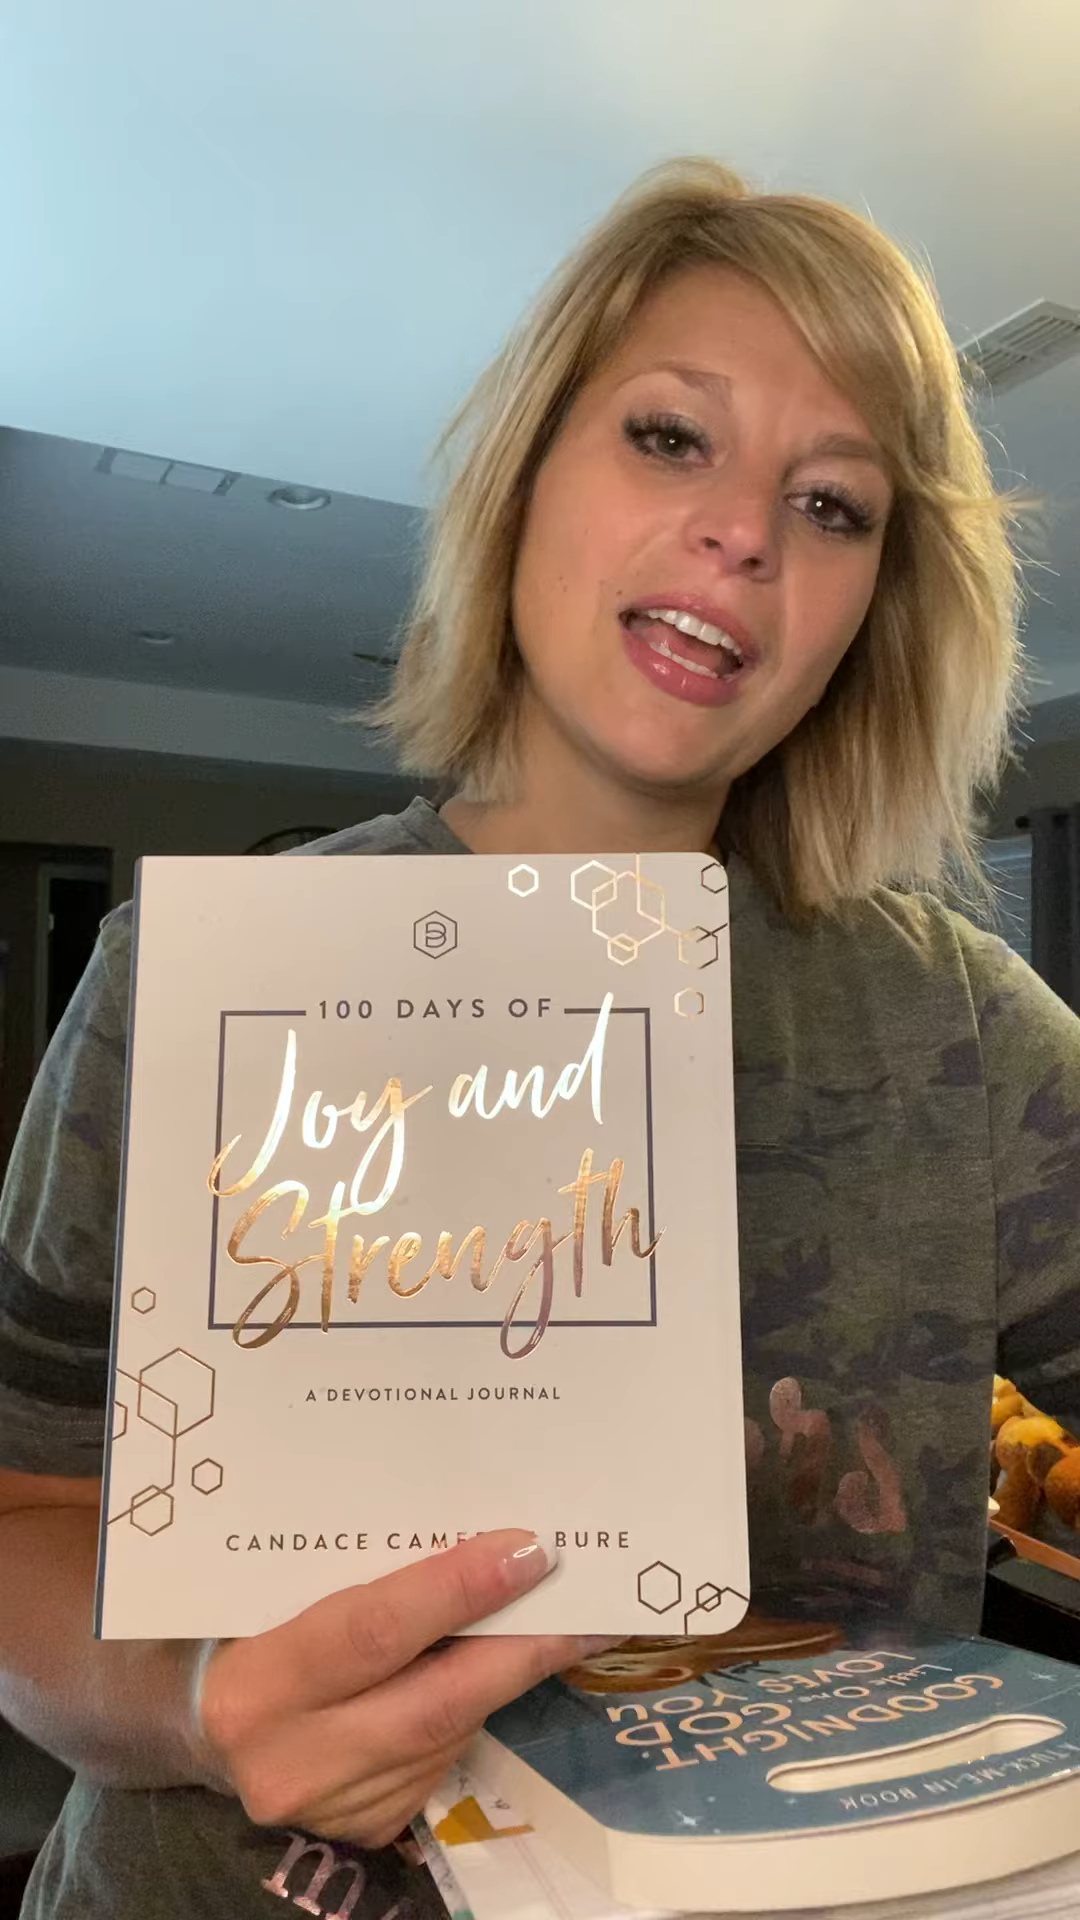 B
100 DAYS OF
Joy and
Strength
A DEVOTIONAL JOURNAL
CANDACE BURE
GOODNIGHT,
Little One, GOD
LOVES YOU
TUCK-ME-IN BOOK
m